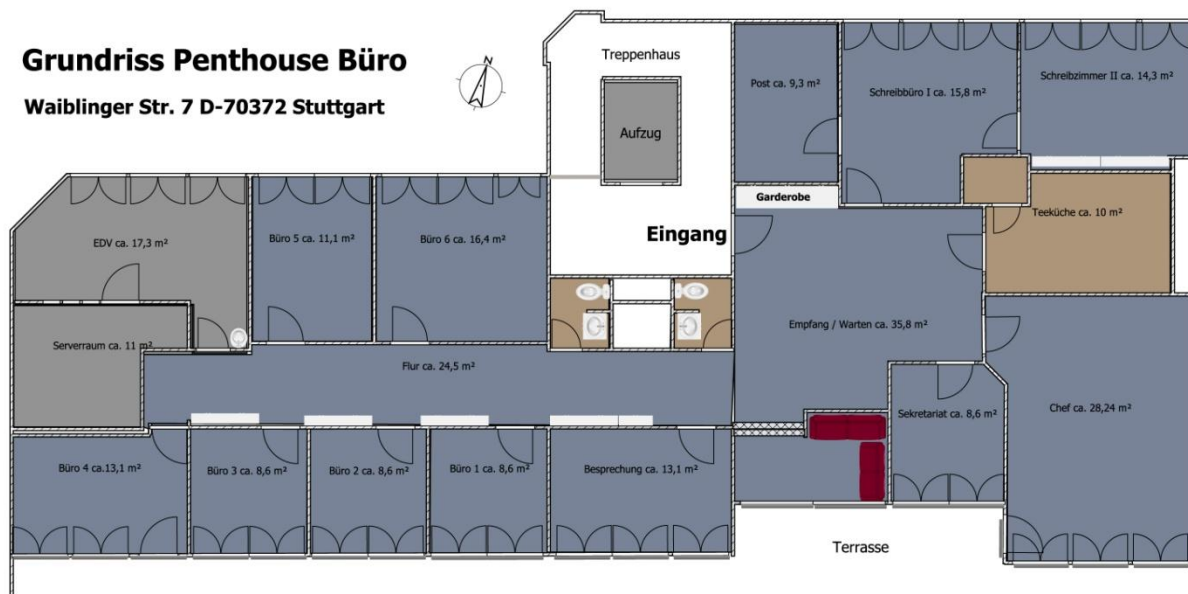 Grundriss Penthouse Büro
Waiblinger Str. 7 D-70372 Stuttgart
N
Treppenhaus
Aufzug
Eingang
Post ca. 9,3 m²
Schreibbüro I ca. 15,8 m²
Schreibzimmer II ca. 14,3 m²
Garderobe
Teeküche ca. 10 m²
EDV ca. 17,3 m²
Büro 5 ca. 11,1 m²
Büro 6 ca. 16,4 m²
Serverraum ca. 11 m²
Flur ca. 24,5 m²
Empfang / Warten ca. 35,8 m²
Sekretariat ca. 8,6 m²
Chef ca. 28,24 m²
Büro 4 ca.13,1 m²
Büro 3 ca. 8,6 m²
Büro 2 ca. 8,6 m²
Büro 1 ca. 8,6 m²
Besprechung ca. 13,1 m²
Terrasse